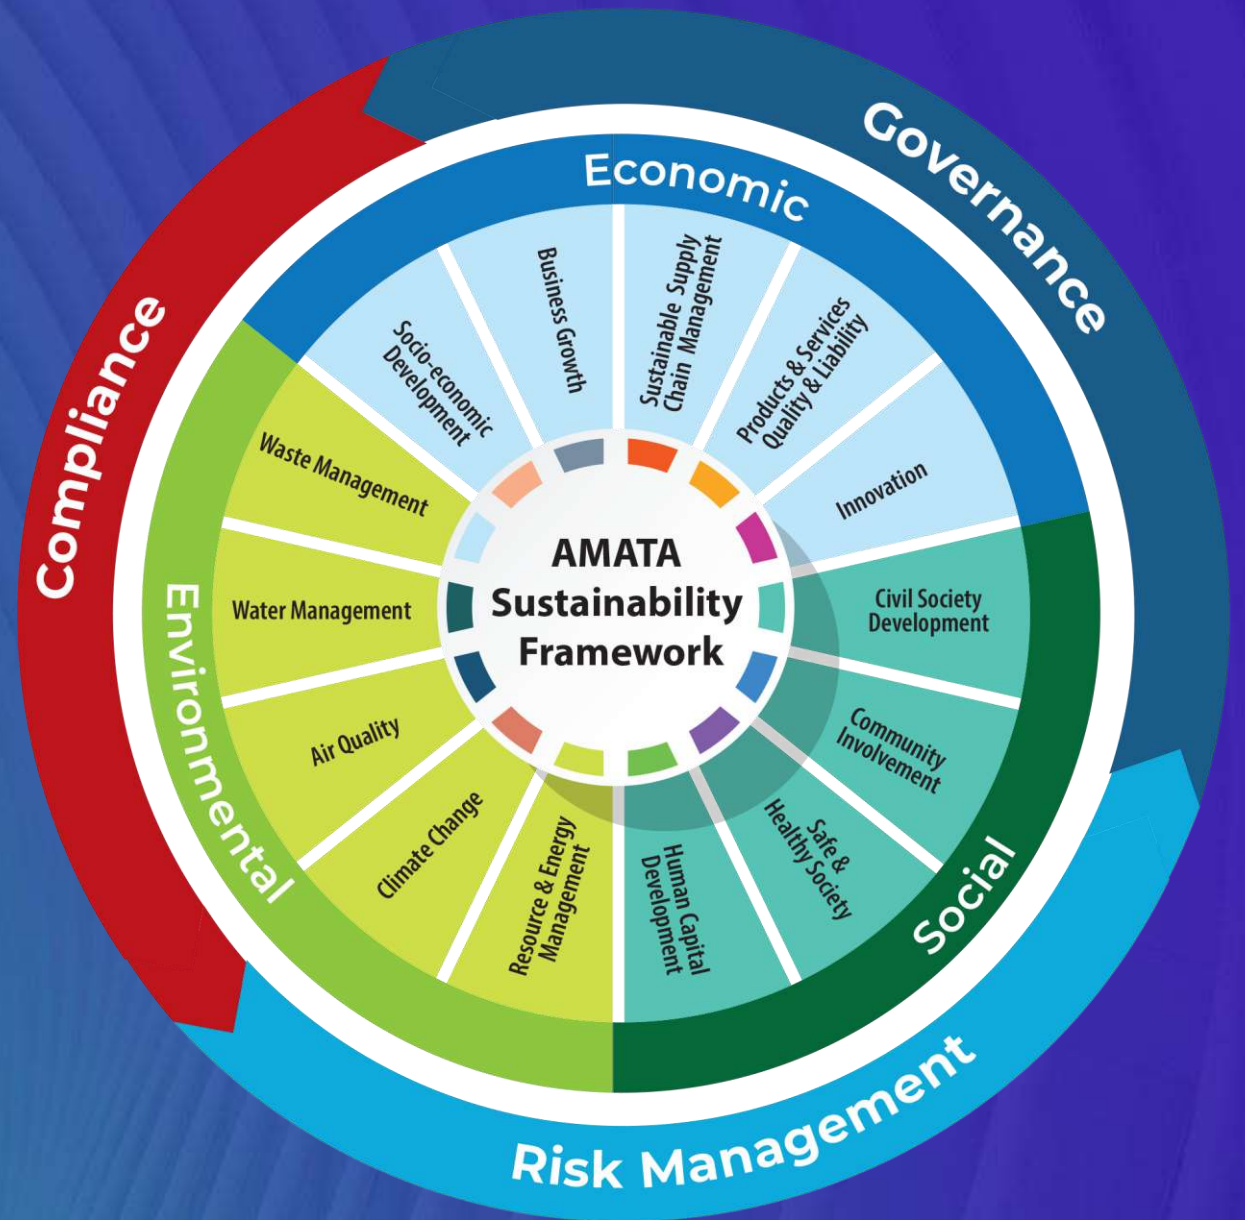 Governance
Compliance
Risk Management
Economic
Socio-economic
Development
Business Growth
Sustainable Supply
Chain Management
Products & Services
Quality & Liability
Innovation
Social
Civil Society
Development
Community
Involvement
Safe &
Healthy Society
Human Capital
Development
Environmental
Resource & Energy
Management
Climate Change
Air Quality
Water Management
Waste Management
AMATA
Sustainability
Framework